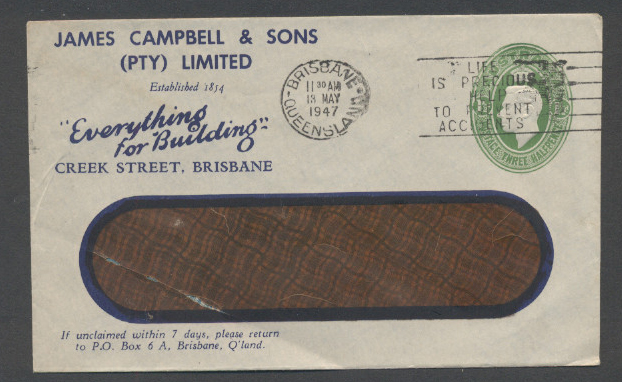 JAMES CAMPBELL & SONS
(PTY) LIMITED
Established 1854
"Everything
for Building"
CREEK STREET, BRISBANE
BRISBANE
11 30 AM
13 MAY
1947
QUEENSLAND
LIFE
IS PRECIOUS
TO
ACCIDENTS
POSTAGE THREE HALFPENCE
If unclaimed within 7 days, please return
to P.O. Box 6 A, Brisbane, Q'land.